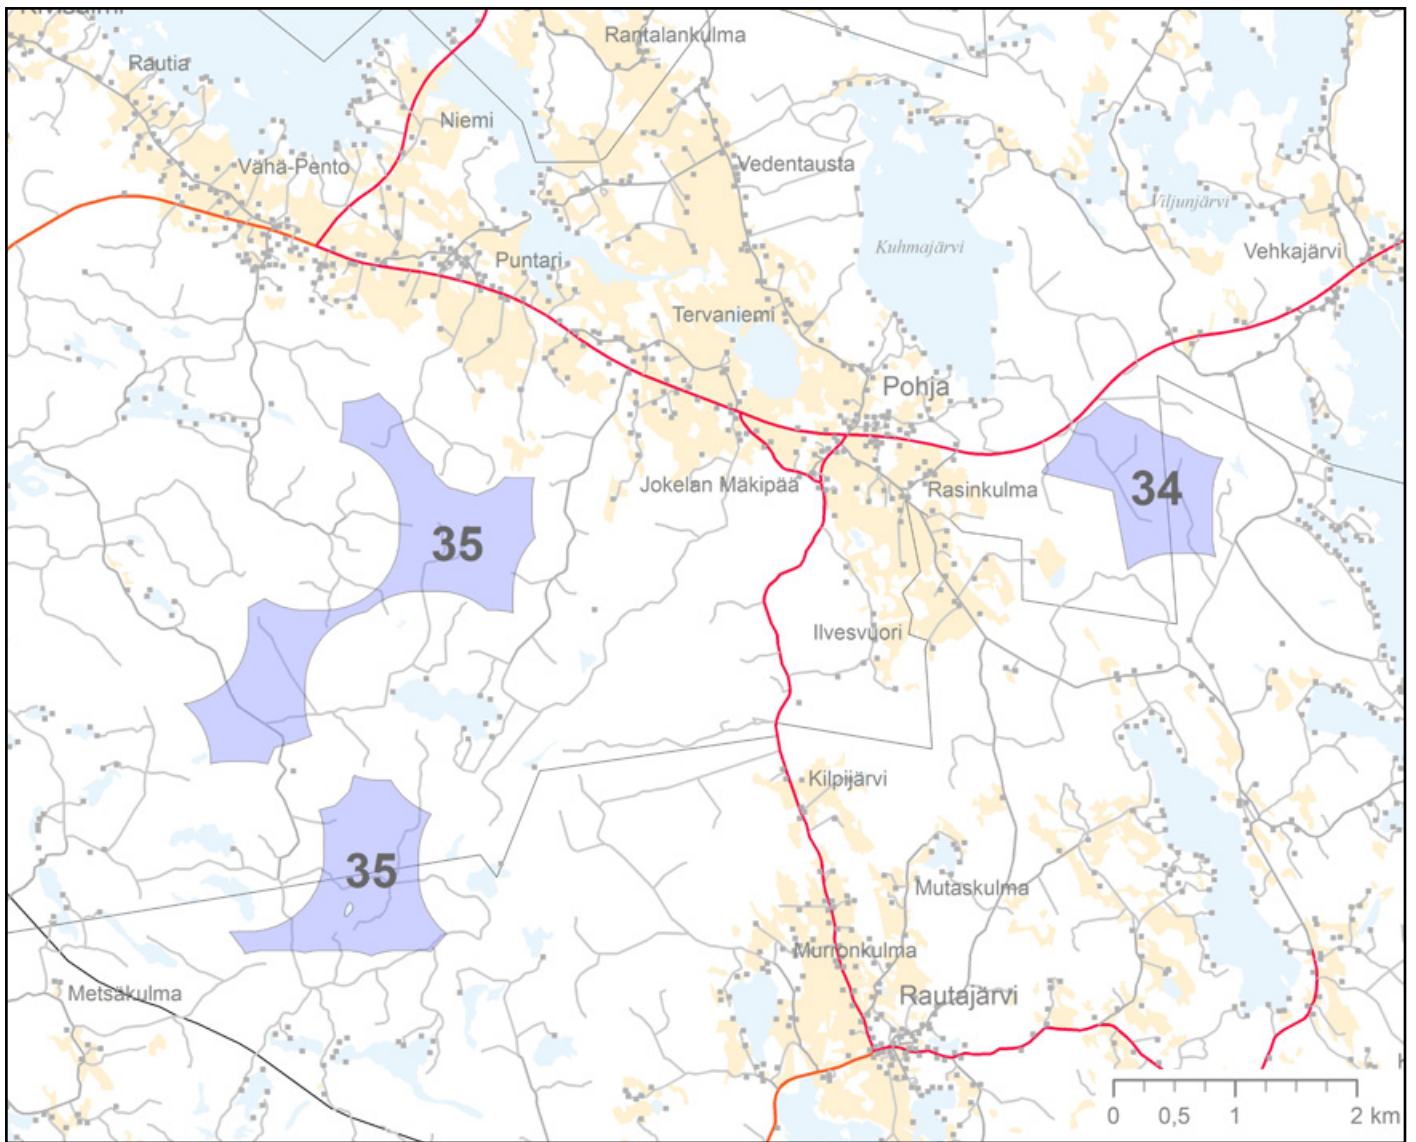 Rantalankulma
Rautia
Niemi
Vähä-Pento
Vedentausta
Viljunjärvi
Kuhmajärvi
Vehkajärvi
Puntari
Tervaniemi
Pohja
Jokelan Mäkipää
Rasinkulma
34
35
Ilvesvuori
Kilpijärvi
35
Mutaskulma
Murronkulma
Metsäkulma
Rautajärvi
0 0,5 1 2 km